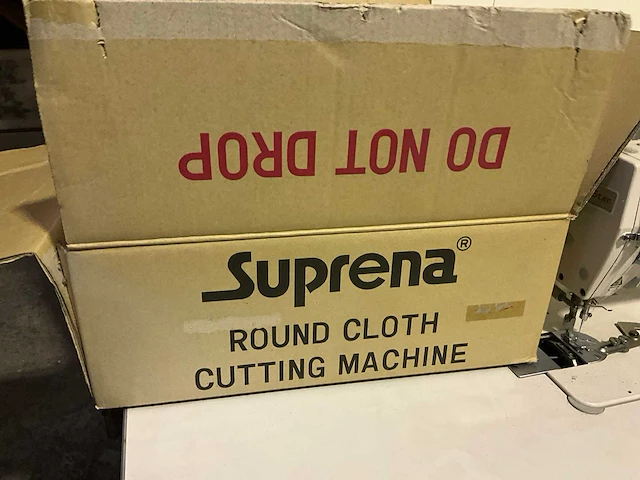 DO NOT DROP
Suprena®
ROUND CLOTH
CUTTING MACHINE